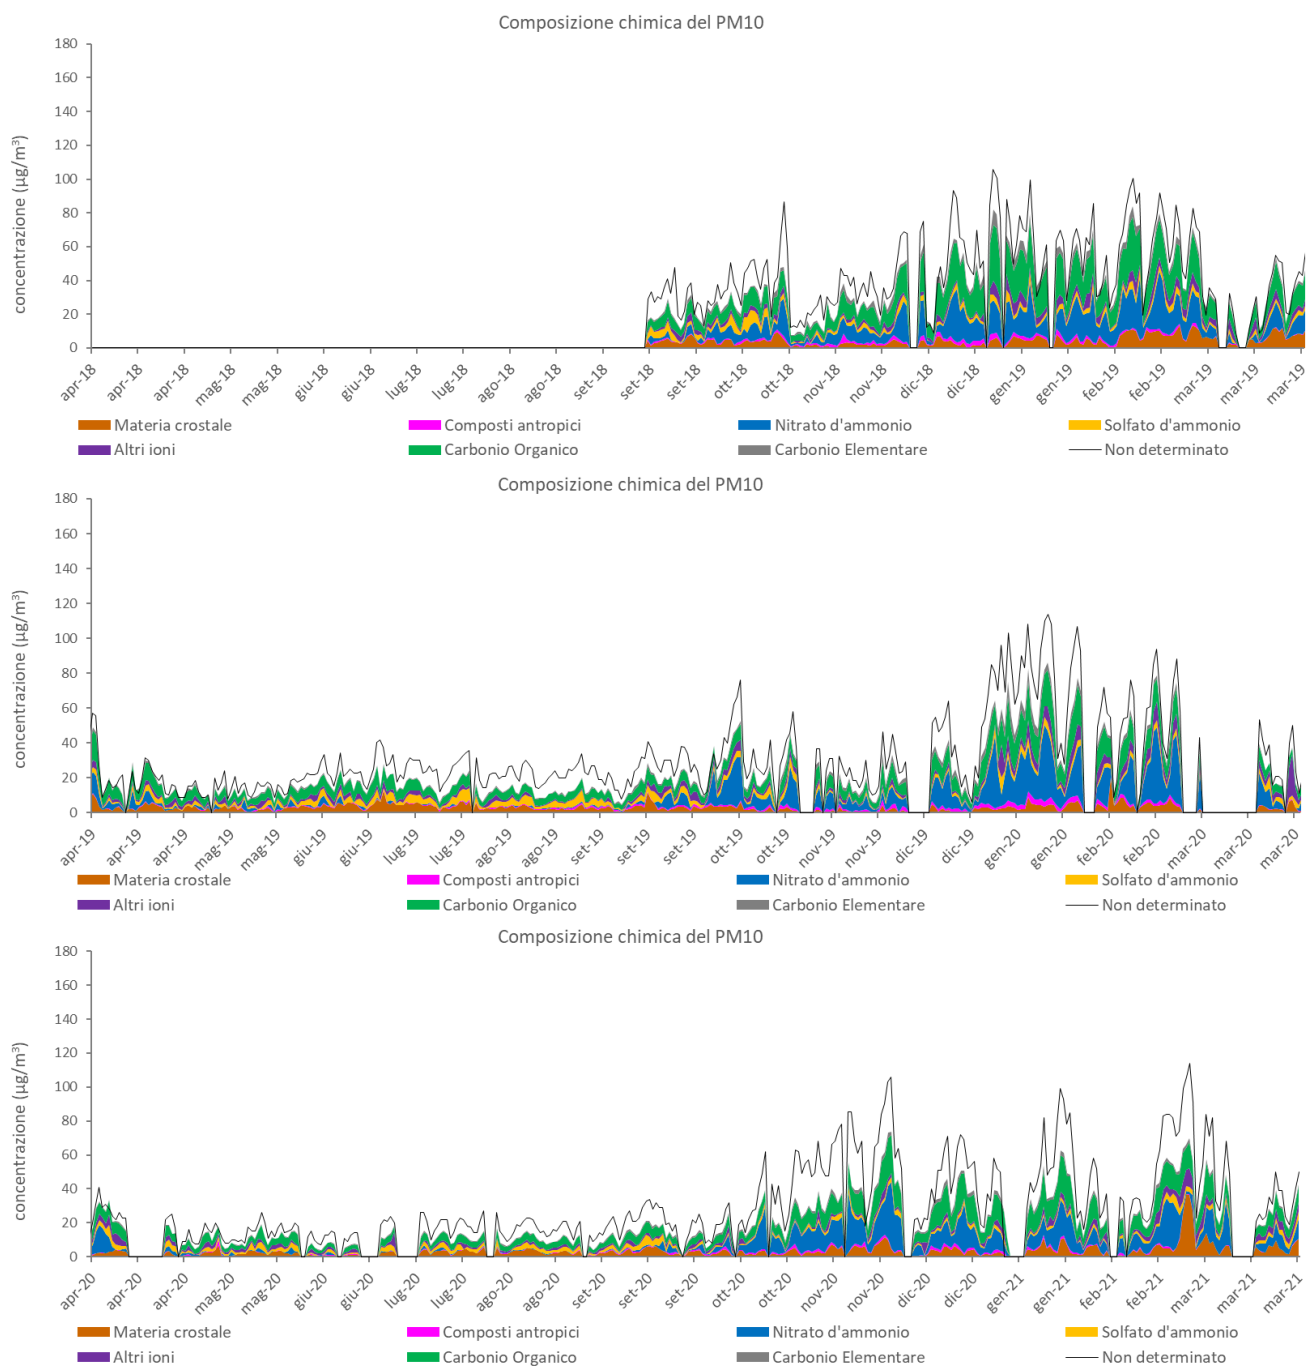 Composizione chimica del PM10
180
160
140
120
100
80
60
40
20
0
concentrazione (µg/m³)
apr-18 apr-18 apr-18 mag-18 mag-18 giu-18 giu-18 lug-18 lug-18 ago-18 ago-18 set-18 set-18 set-18 ott-18 ott-18 nov-18 nov-18 dic-18 dic-18 gen-19 gen-19 feb-19 feb-19 mar-19 mar-19 mar-19
Materia crostale Composti antropici Nitrato d'ammonio Solfato d'ammonio
Altri ioni Carbonio Organico Carbonio Elementare Non determinato
Composizione chimica del PM10
180
160
140
120
100
80
60
40
20
0
concentrazione (µg/m³)
apr-19 apr-19 apr-19 mag-19 mag-19 giu-19 giu-19 lug-19 lug-19 ago-19 ago-19 set-19 set-19 set-19 ott-19 ott-19 nov-19 nov-19 dic-19 dic-19 gen-20 gen-20 feb-20 feb-20 mar-20 mar-20 mar-20
Materia crostale Composti antropici Nitrato d'ammonio Solfato d'ammonio
Altri ioni Carbonio Organico Carbonio Elementare Non determinato
Composizione chimica del PM10
180
160
140
120
100
80
60
40
20
0
concentrazione (µg/m³)
apr-20 apr-20 apr-20 mag-20 mag-20 giu-20 giu-20 lug-20 lug-20 ago-20 ago-20 set-20 set-20 set-20 ott-20 ott-20 nov-20 nov-20 dic-20 dic-20 gen-21 gen-21 feb-21 feb-21 mar-21 mar-21 mar-21
Materia crostale Composti antropici Nitrato d'ammonio Solfato d'ammonio
Altri ioni Carbonio Organico Carbonio Elementare Non determinato